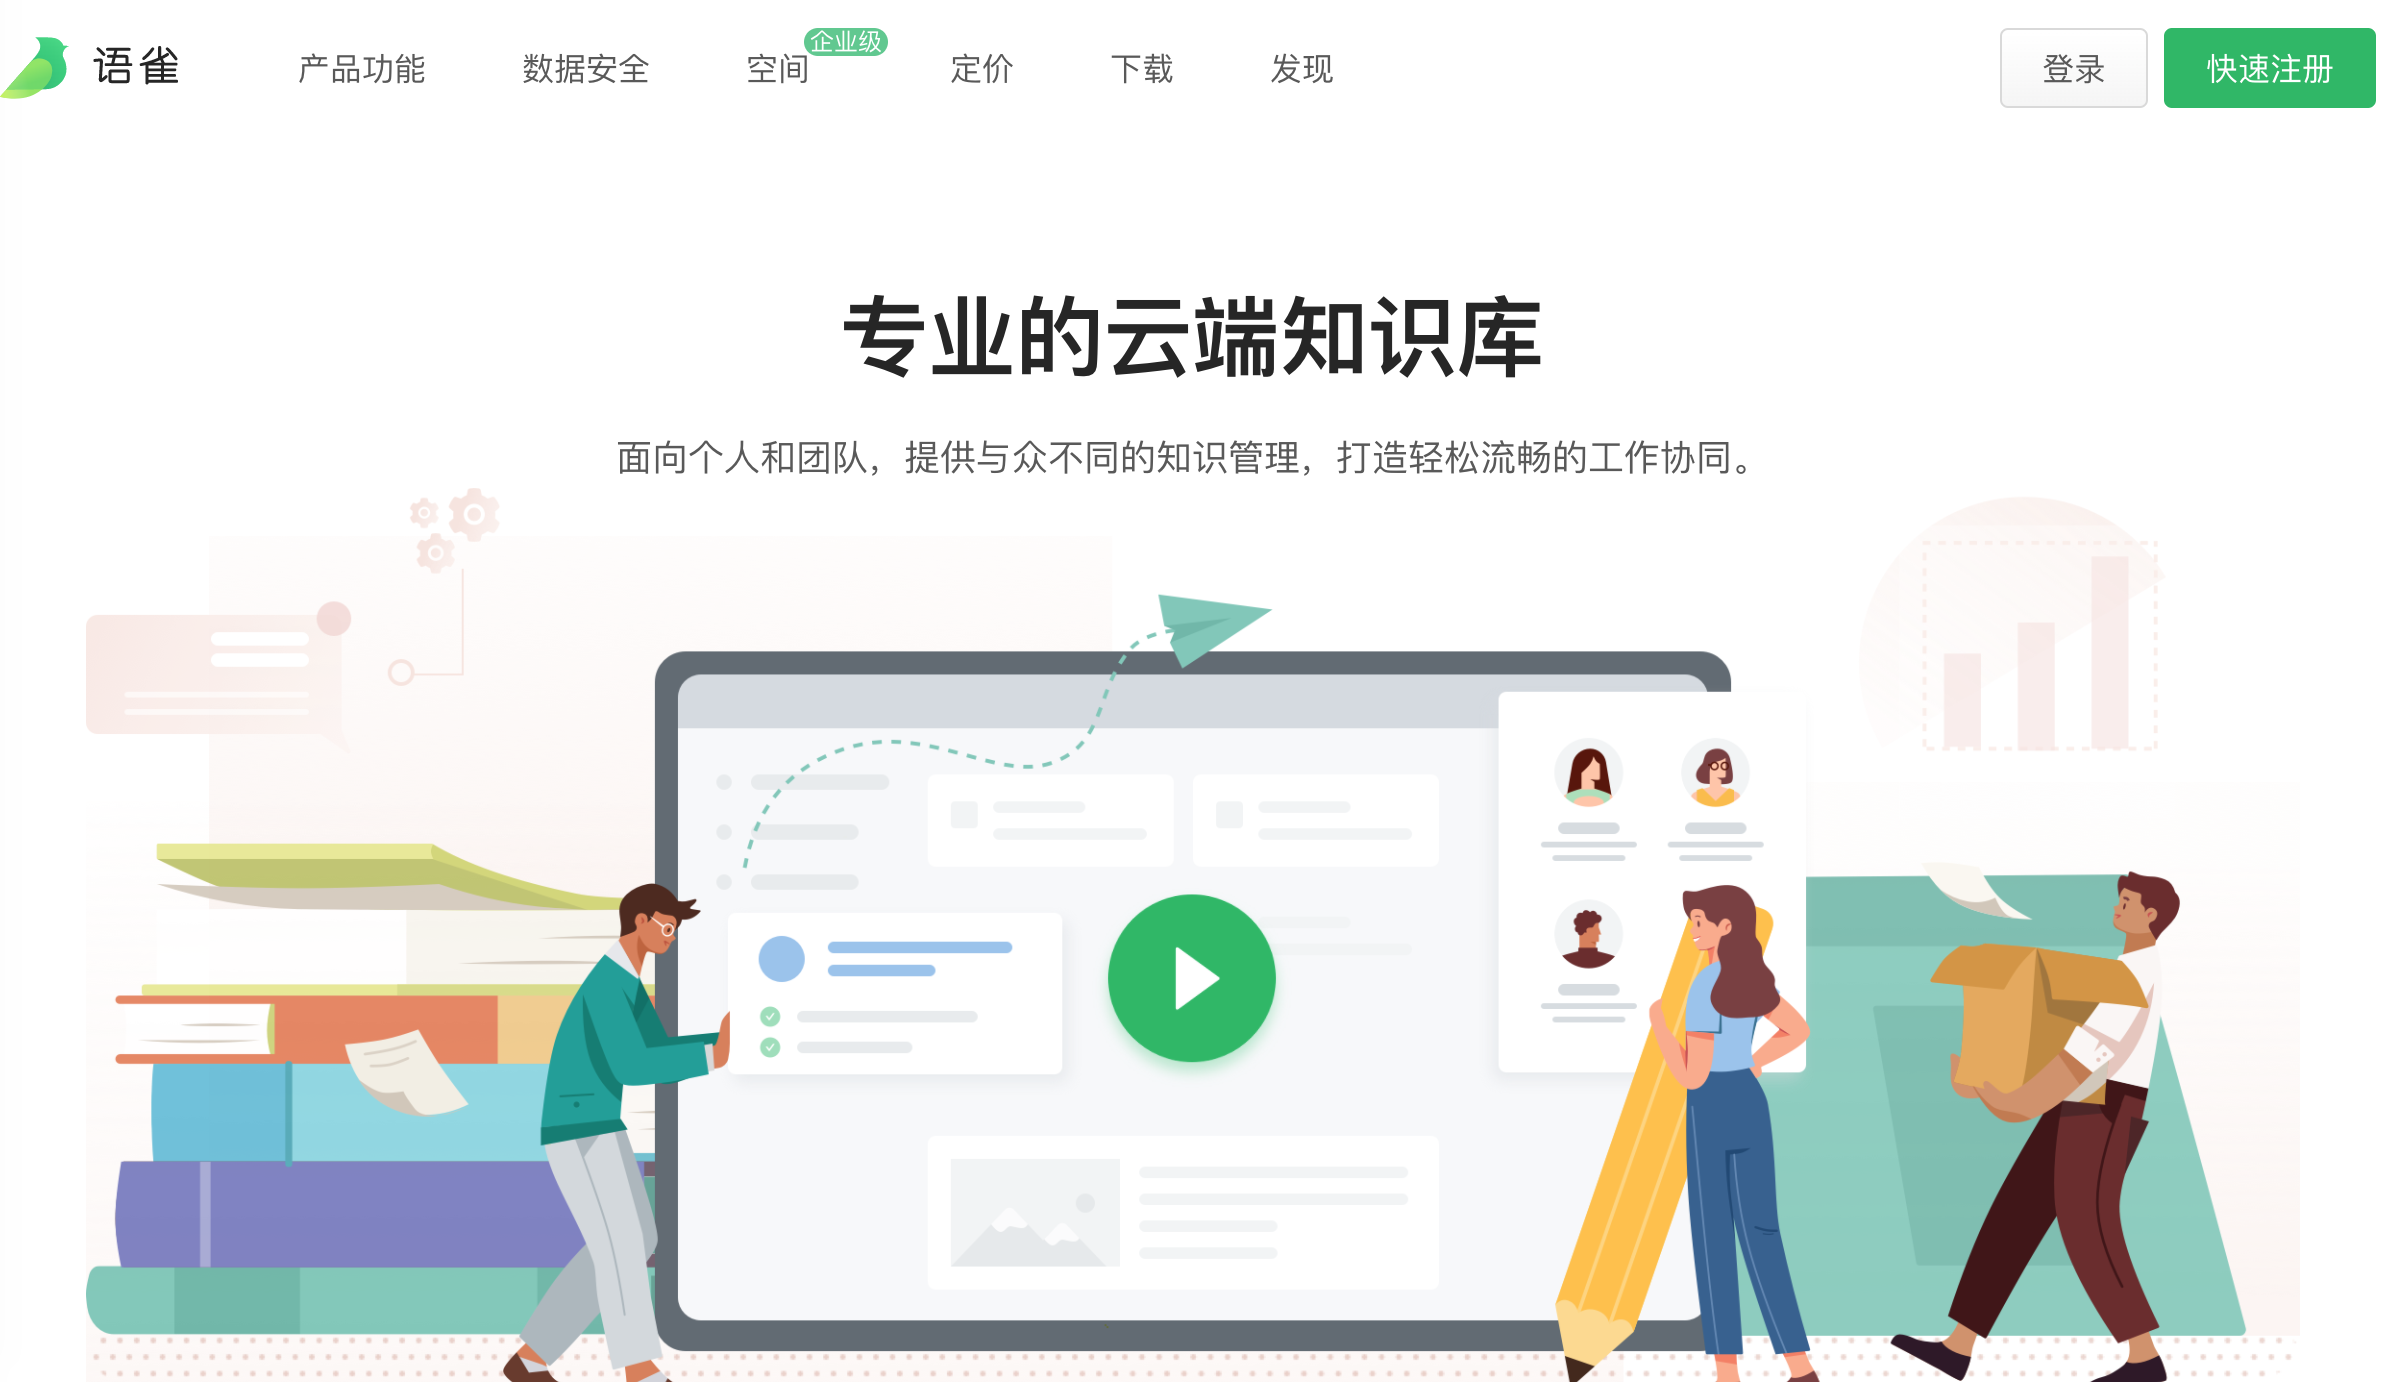 语雀
产品功能
数据安全
空间
企业级
定价
下载
发现
登录
快速注册
专业的云端知识库
面向个人和团队，提供与众不同的知识管理，打造轻松流畅的工作协同。